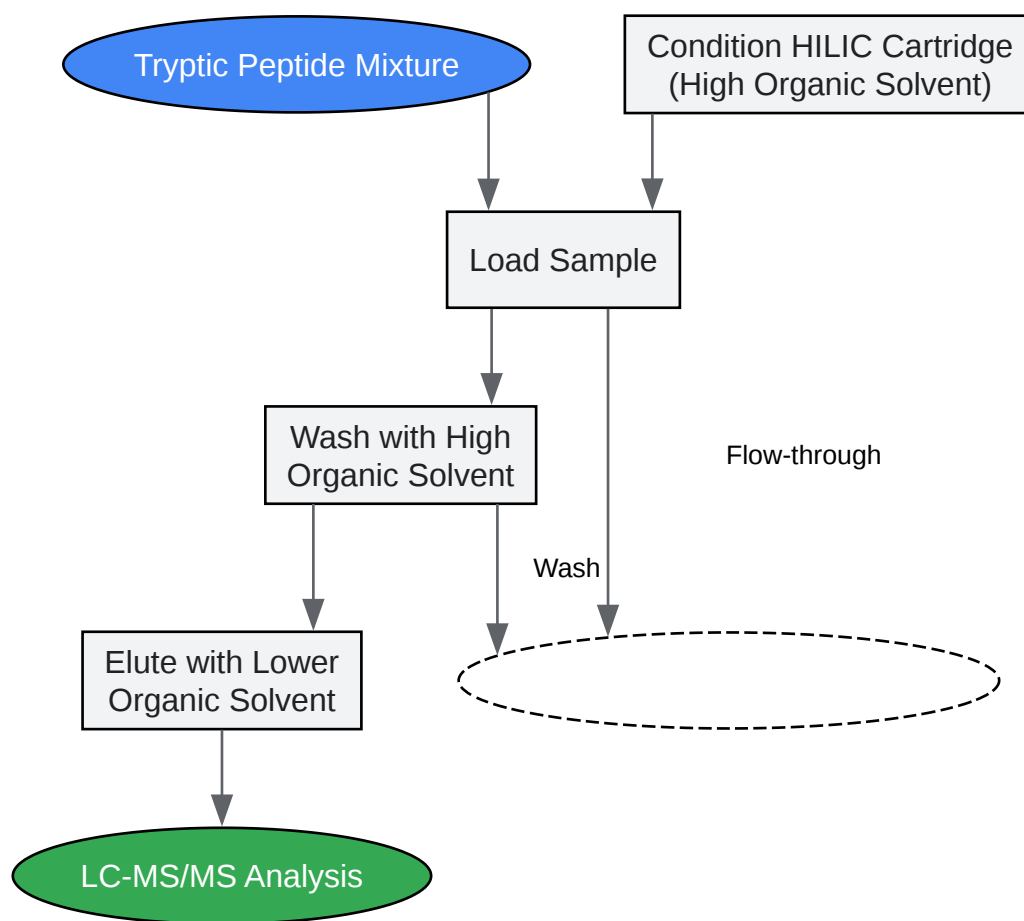 Tryptic Peptide Mixture
Condition HILIC Cartridge
(High Organic Solvent)
Load Sample
Wash with High
Organic Solvent
Flow-through
Wash
Elute with Lower
Organic Solvent
LC-MS/MS Analysis